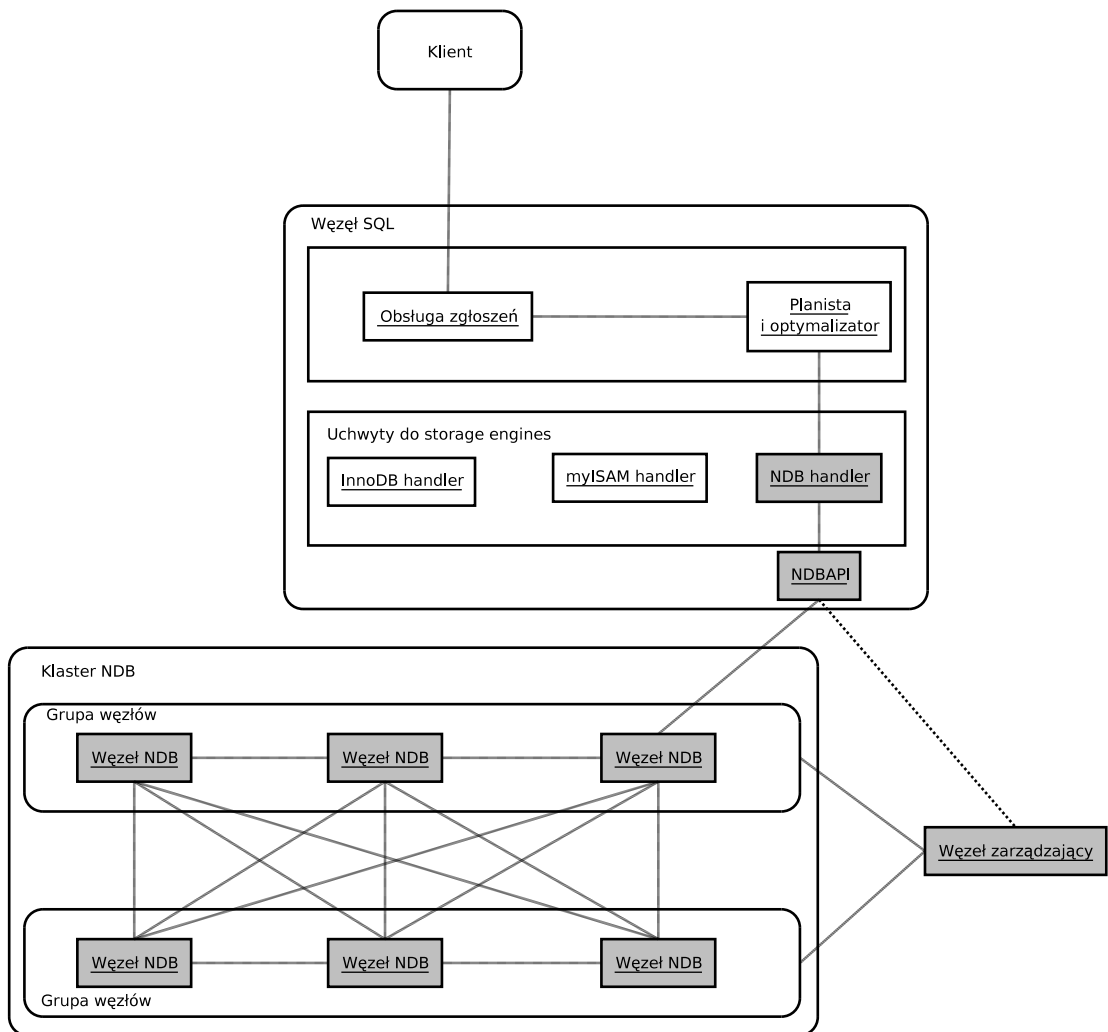 Klient
Węzęł SQL
Obsługa zgłoszeń
Planista
i optymalizator
Uchwyty do storage engines
InnoDB handler
myISAM handler
NDB handler
NDBAPI
Klaster NDB
Grupa węzłów
Węzeł NDB
Węzeł NDB
Węzeł NDB
Węzeł zarządzający
Węzeł NDB
Węzeł NDB
Węzeł NDB
Grupa węzłów